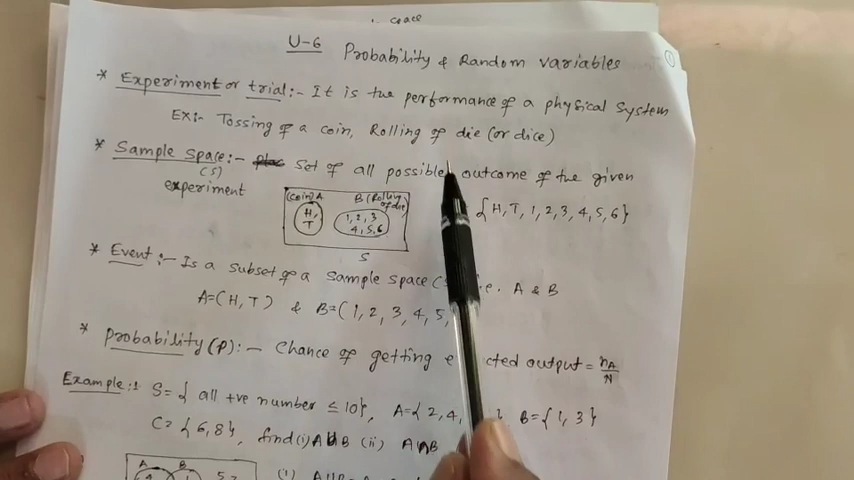 U-6 Probability & Random variables
①
* Experiment or trial:- It is the performance of a physical system
Ex:- Tossing of a coin, Rolling of die (or dice)
* Sample space:- Set of all possible outcome of the given
(S)
experiment
(coin) A B (Rolling of die)
H, T
1, 2, 3
4, 5, 6
S
{H, T, 1, 2, 3, 4, 5, 6}
* Event:- Is a subset of a sample space ( i.e. A & B
A=(H, T) & B=(1, 2, 3, 4, 5,
* Probability (P):- Chance of getting e cted output = nA/N
Example:1 S={ all +ve number ≤ 10}, A={2, 4, }, B={1, 3}
C={6, 8}, find (i) A∪B (ii) A∩B
A B
(i) A∪B